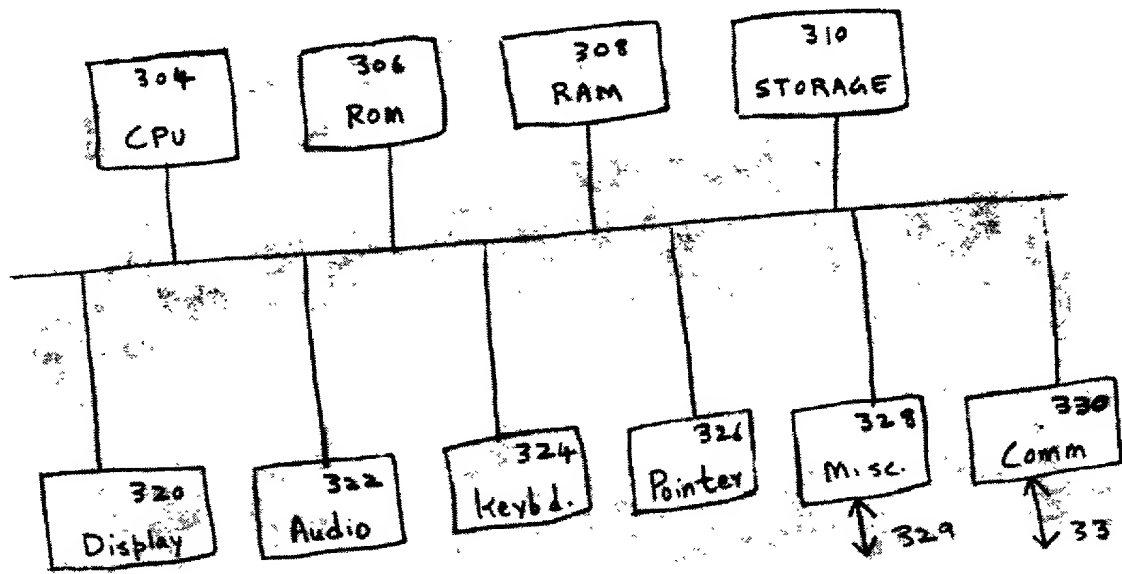 304
CPU
306
ROM
308
RAM
310
STORAGE
320
Display
322
Audio
324
Keybd.
326
Pointer
328
Misc.
330
Comm
329
33